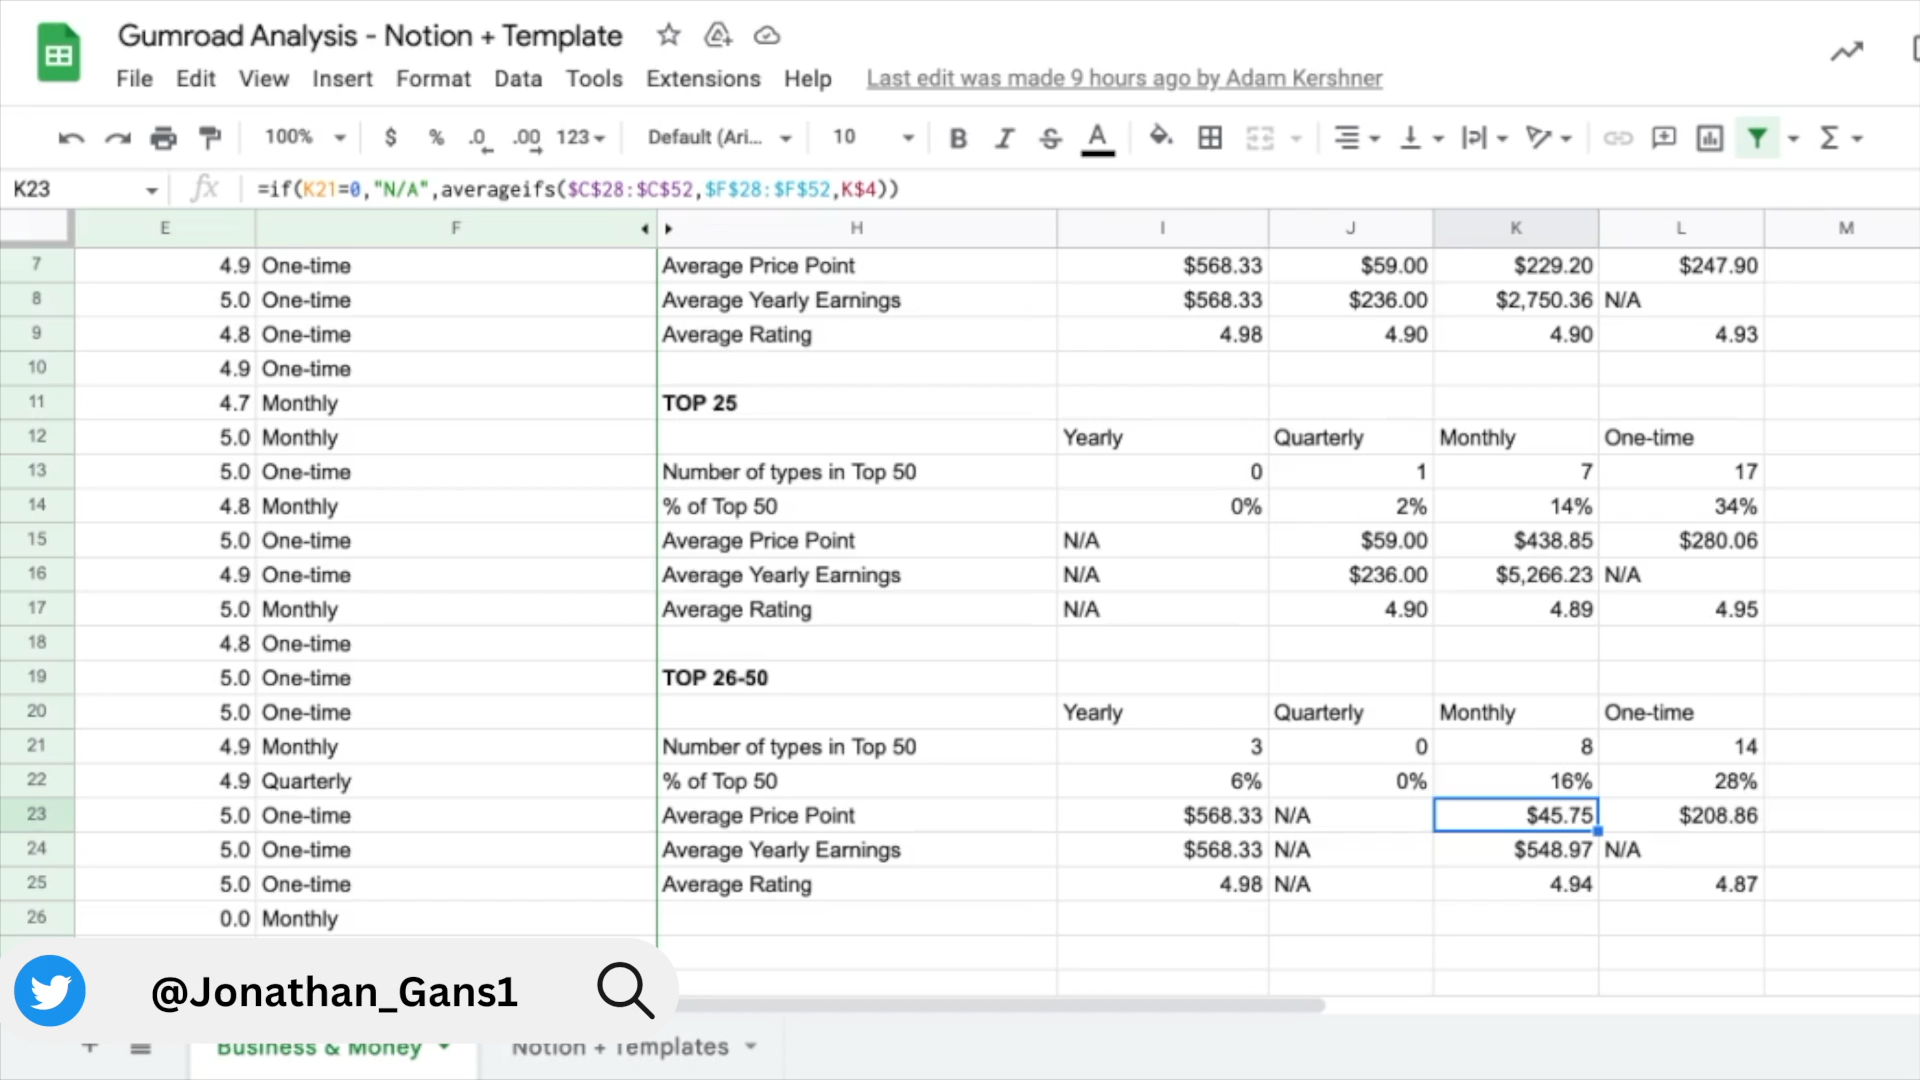 Gumroad Analysis - Notion + Template
File Edit View Insert Format Data Tools Extensions Help Last edit was made 9 hours ago by Adam Kershner
100% $ % .0 .00 123 Default (Ari... 10 B I S A Σ
K23 fx =if(K21=0,"N/A",averageifs($C$28:$C$52,$F$28:$F$52,K$4))
E F H I J K L M
7 4.9 One-time Average Price Point $568.33 $59.00 $229.20 $247.90
8 5.0 One-time Average Yearly Earnings $568.33 $236.00 $2,750.36 N/A
9 4.8 One-time Average Rating 4.98 4.90 4.90 4.93
10 4.9 One-time
11 4.7 Monthly TOP 25
12 5.0 Monthly Yearly Quarterly Monthly One-time
13 5.0 One-time Number of types in Top 50 0 1 7 17
14 4.8 Monthly % of Top 50 0% 2% 14% 34%
15 5.0 One-time Average Price Point N/A $59.00 $438.85 $280.06
16 4.9 One-time Average Yearly Earnings N/A $236.00 $5,266.23 N/A
17 5.0 Monthly Average Rating N/A 4.90 4.89 4.95
18 4.8 One-time
19 5.0 One-time TOP 26-50
20 5.0 One-time Yearly Quarterly Monthly One-time
21 4.9 Monthly Number of types in Top 50 3 0 8 14
22 4.9 Quarterly % of Top 50 6% 0% 16% 28%
23 5.0 One-time Average Price Point $568.33 N/A $45.75 $208.86
24 5.0 One-time Average Yearly Earnings $568.33 N/A $548.97 N/A
25 5.0 One-time Average Rating 4.98 N/A 4.94 4.87
26 0.0 Monthly
@Jonathan_Gans1
Business & Money Notion + Templates